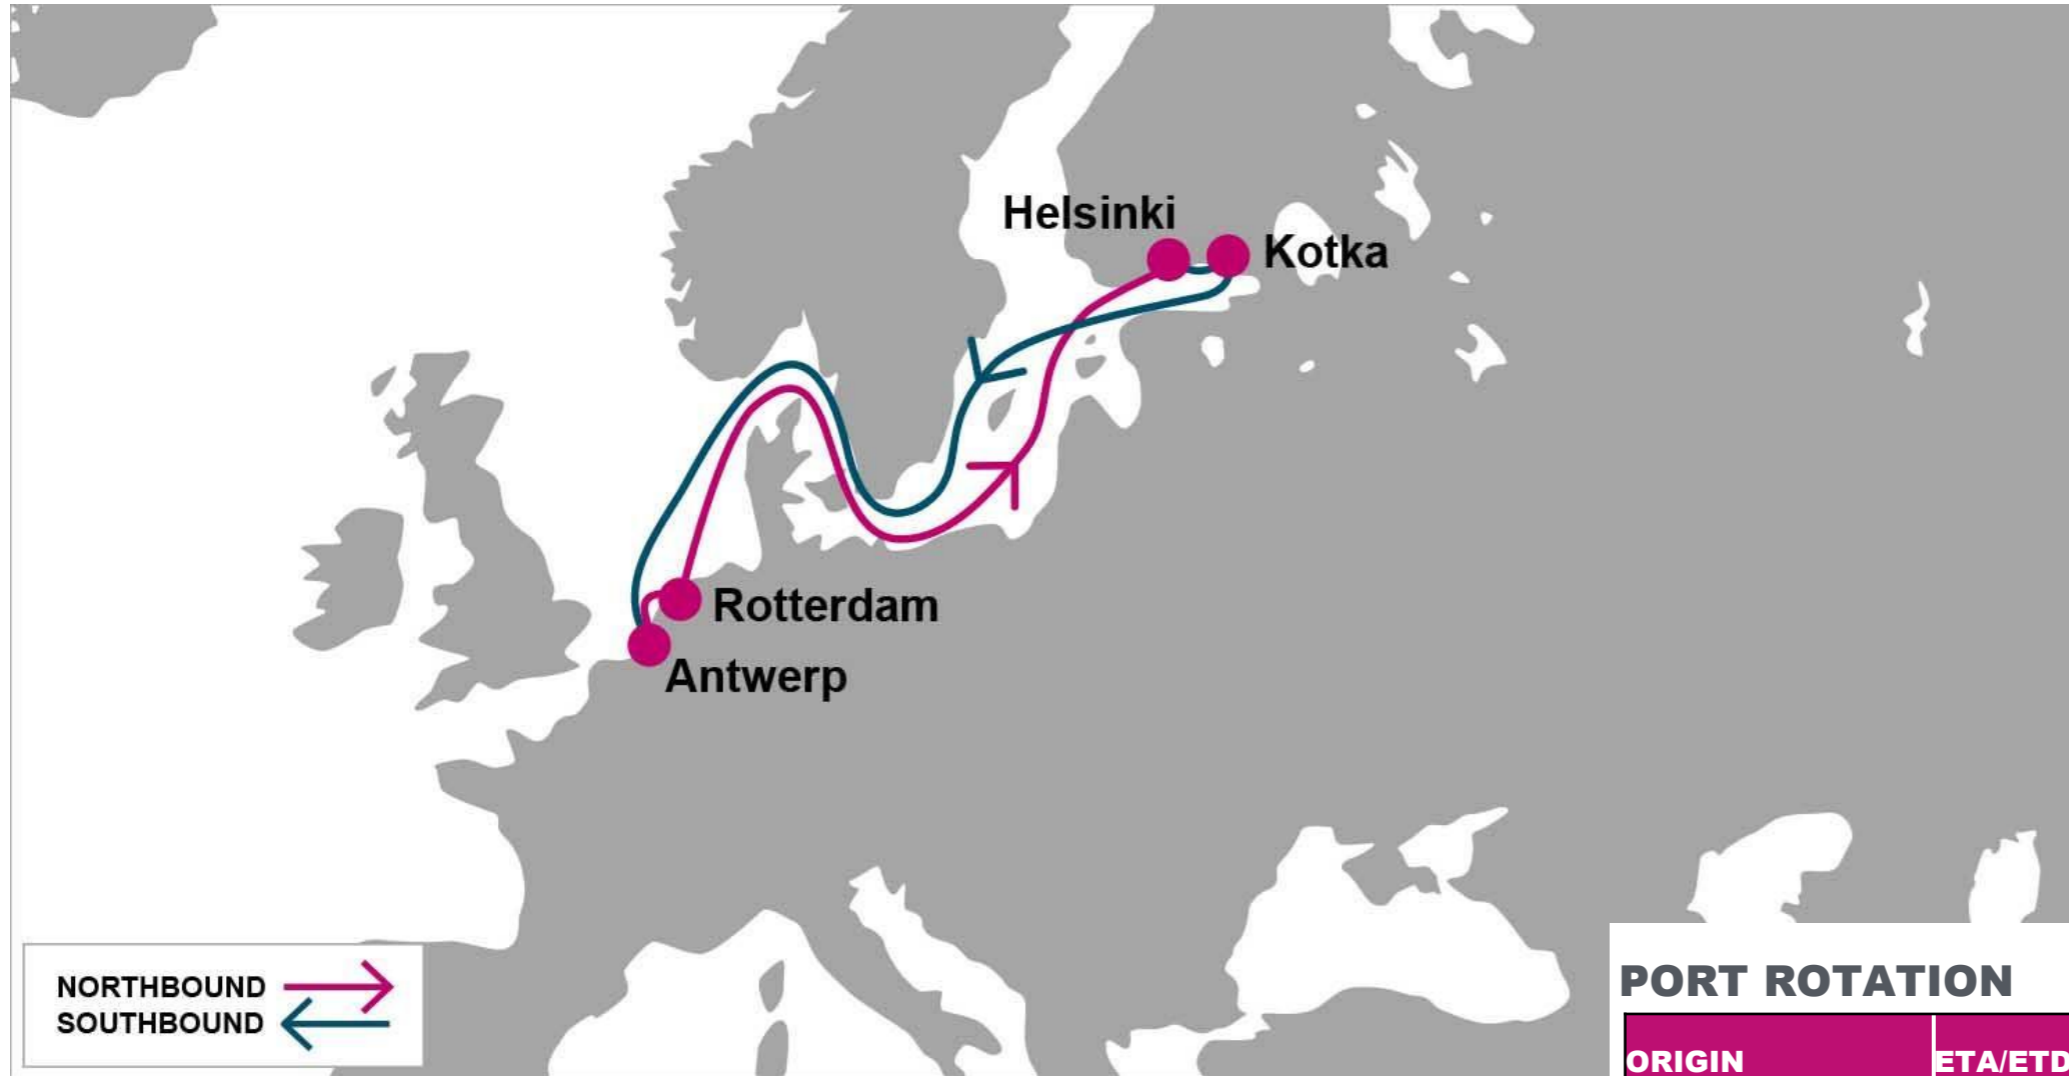 Helsinki
Kotka
Rotterdam
Antwerp
NORTHBOUND
SOUTHBOUND
PORT ROTATION
ORIGIN
ETA/ETD